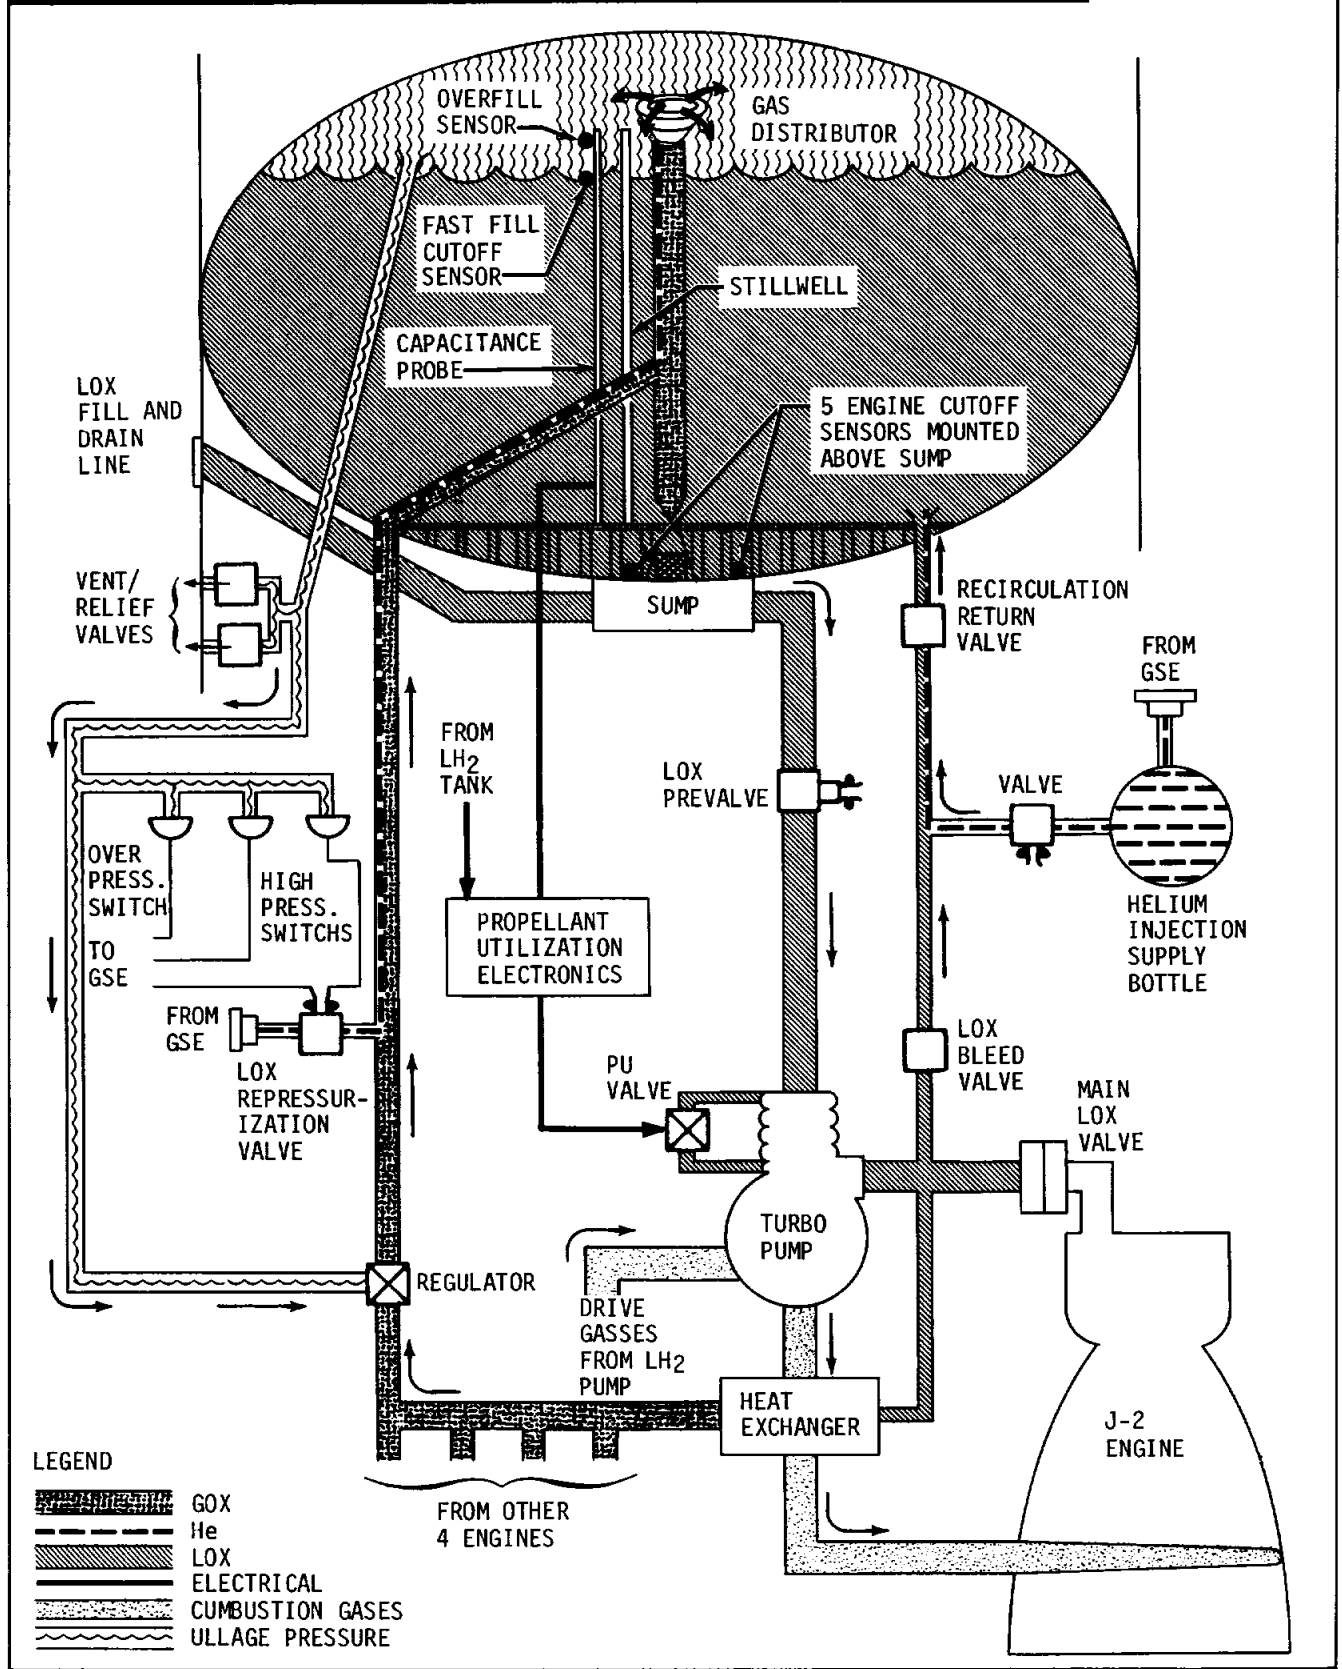 OVERFILL
SENSOR
GAS
DISTRIBUTOR
FAST FILL
CUTOFF
SENSOR
STILLWELL
CAPACITANCE
PROBE
5 ENGINE CUTOFF
SENSORS MOUNTED
ABOVE SUMP
LOX
FILL AND
DRAIN
LINE
VENT/
RELIEF
VALVES
SUMP
RECIRCULATION
RETURN
VALVE
FROM
GSE
FROM
LH2
TANK
LOX
PREVALVE
VALVE
OVER
PRESS.
SWITCH
HIGH
PRESS.
SWITCHS
TO
GSE
PROPELLANT
UTILIZATION
ELECTRONICS
HELIUM
INJECTION
SUPPLY
BOTTLE
FROM
GSE
LOX
REPRESSUR-
IZATION
VALVE
PU
VALVE
LOX
BLEED
VALVE
MAIN
LOX
VALVE
TURBO
PUMP
REGULATOR
DRIVE
GASSES
FROM LH2
PUMP
HEAT
EXCHANGER
J-2
ENGINE
FROM OTHER
4 ENGINES
LEGEND
GOX
He
LOX
ELECTRICAL
CUMBUSTION GASES
ULLAGE PRESSURE